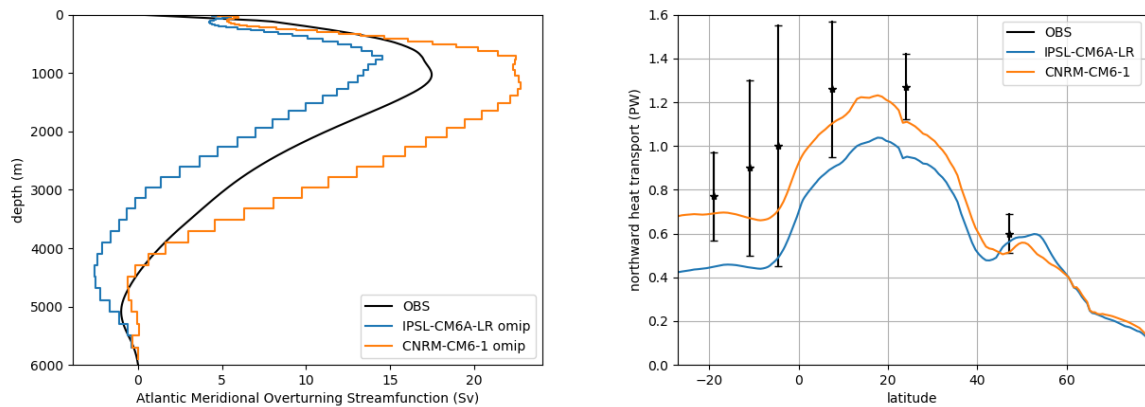 0
1000
2000
3000
4000
5000
6000
depth (m)
0
5
10
15
20
Atlantic Meridional Overturning Streamfunction (Sv)
OBS
IPSL-CM6A-LR omip
CNRM-CM6-1 omip
1.6
1.4
1.2
1.0
0.8
0.6
0.4
0.2
0.0
northward heat transport (PW)
−20
0
20
40
60
latitude
OBS
IPSL-CM6A-LR
CNRM-CM6-1